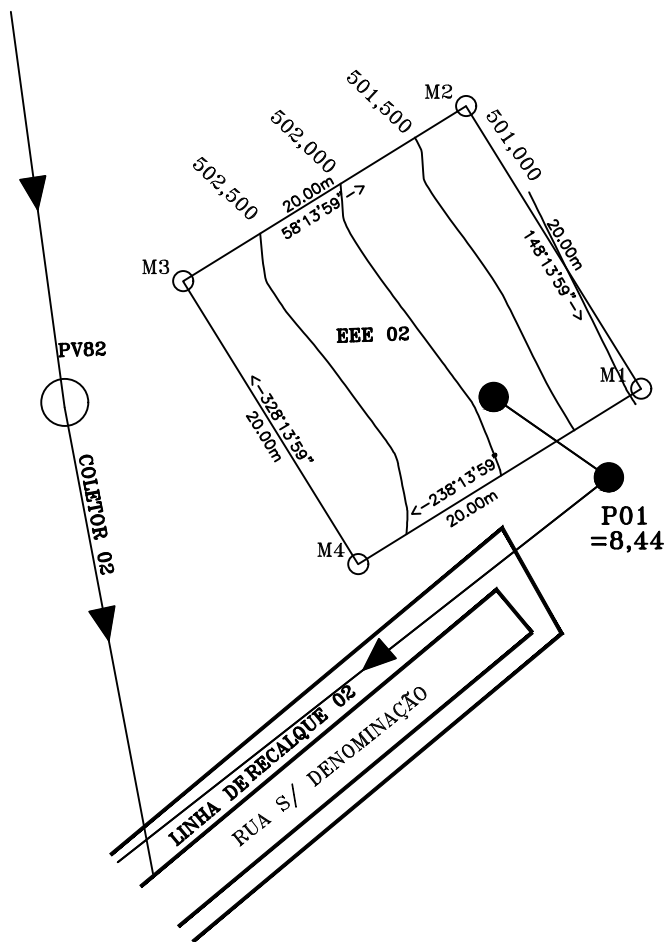 M2
501,500
501,000
502,000
502,500
20.00m
58°13'59"->
20.00m
148°13'59"->
M3
EEE 02
PV82
M1
<-328°13'59"
20.00m
<-238°13'59
20.00m
COLETOR 02
P01
=8,44
M4
LINHA DE RECALQUE 02
RUA S/ DENOMINAÇÃO